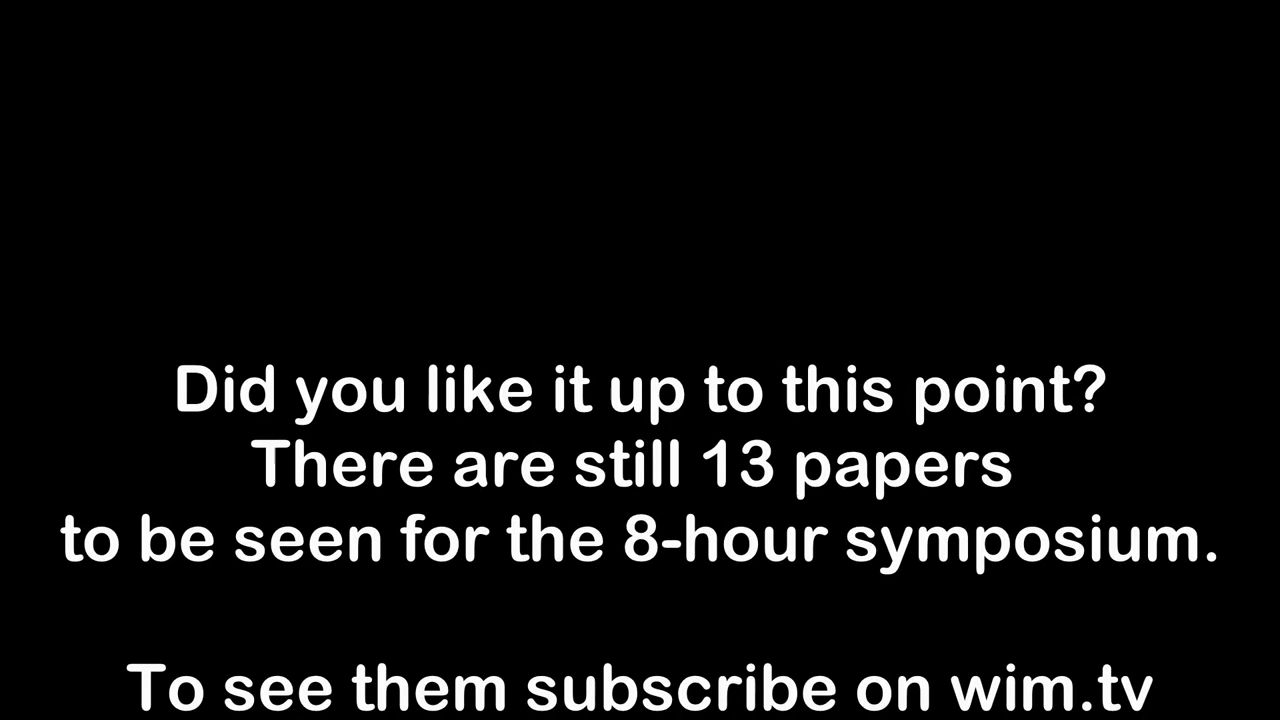 Did you like it up to this point?
There are still 13 papers
to be seen for the 8-hour symposium.
To see them subscribe on wim.tv